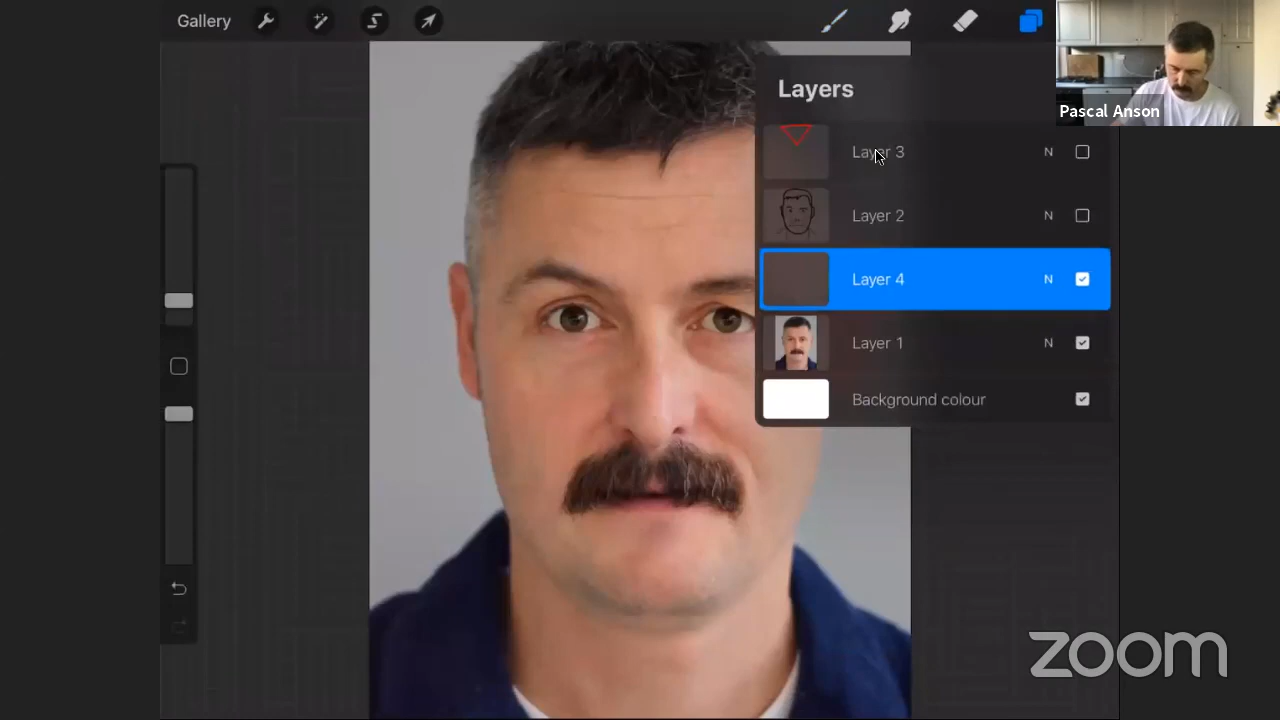 Gallery
Layers
Pascal Anson
Layer 3 N
Layer 2 N
Layer 4 N
Layer 1 N
Background colour
zoom